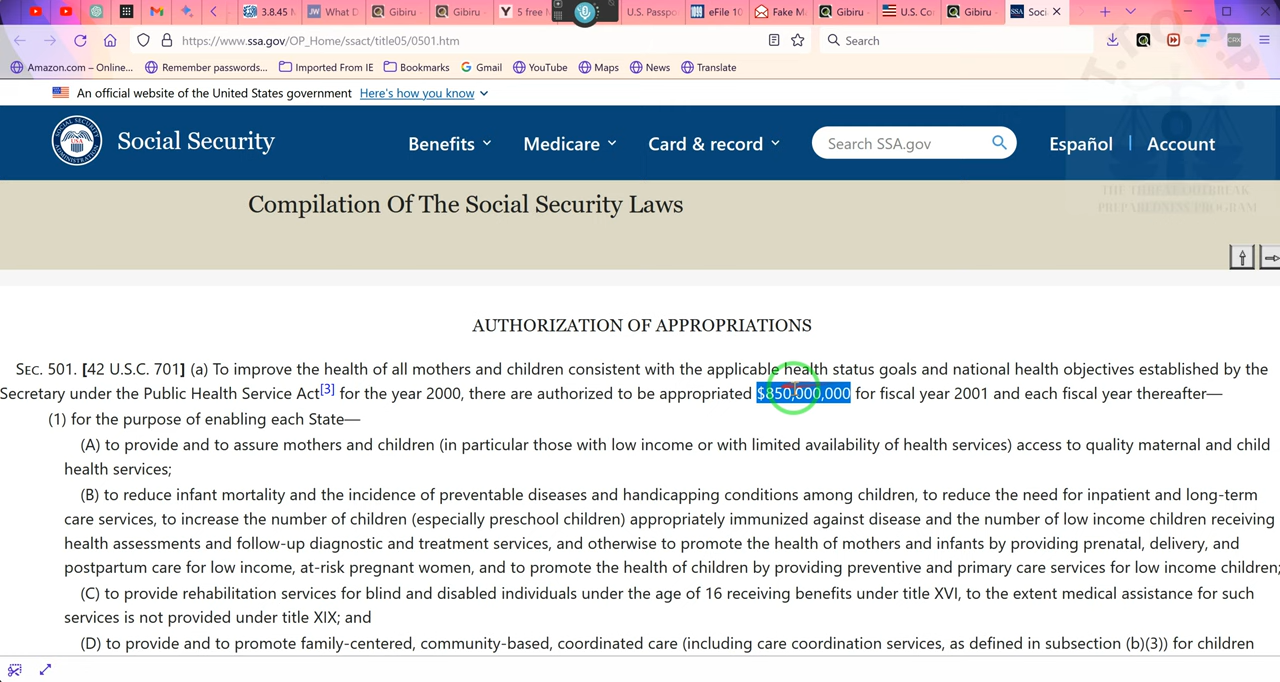 3.8.45
What D
Gibiru
Gibiru
5 free
U.S. Passp
eFile 10
Fake M
Gibiru
U.S. Co
Gibiru
Soci
https://www.ssa.gov/OP_Home/ssact/title05/0501.htm
Search
Amazon.com – Online...
Remember passwords...
Imported From IE
Bookmarks
Gmail
YouTube
Maps
News
Translate
T.H.O.P.
An official website of the United States government Here's how you know
Social Security
Benefits
Medicare
Card & record
Search SSA.gov
Español
Account
THE THREAT OUTBREAK
PREPAREDNESS PROGRAM
Compilation Of The Social Security Laws
AUTHORIZATION OF APPROPRIATIONS
SEC. 501. [42 U.S.C. 701] (a) To improve the health of all mothers and children consistent with the applicable health status goals and national health objectives established by the
Secretary under the Public Health Service Act[3] for the year 2000, there are authorized to be appropriated $850,000,000 for fiscal year 2001 and each fiscal year thereafter—
(1) for the purpose of enabling each State—
(A) to provide and to assure mothers and children (in particular those with low income or with limited availability of health services) access to quality maternal and child
health services;
(B) to reduce infant mortality and the incidence of preventable diseases and handicapping conditions among children, to reduce the need for inpatient and long-term
care services, to increase the number of children (especially preschool children) appropriately immunized against disease and the number of low income children receiving
health assessments and follow-up diagnostic and treatment services, and otherwise to promote the health of mothers and infants by providing prenatal, delivery, and
postpartum care for low income, at-risk pregnant women, and to promote the health of children by providing preventive and primary care services for low income children;
(C) to provide rehabilitation services for blind and disabled individuals under the age of 16 receiving benefits under title XVI, to the extent medical assistance for such
services is not provided under title XIX; and
(D) to provide and to promote family-centered, community-based, coordinated care (including care coordination services, as defined in subsection (b)(3)) for children